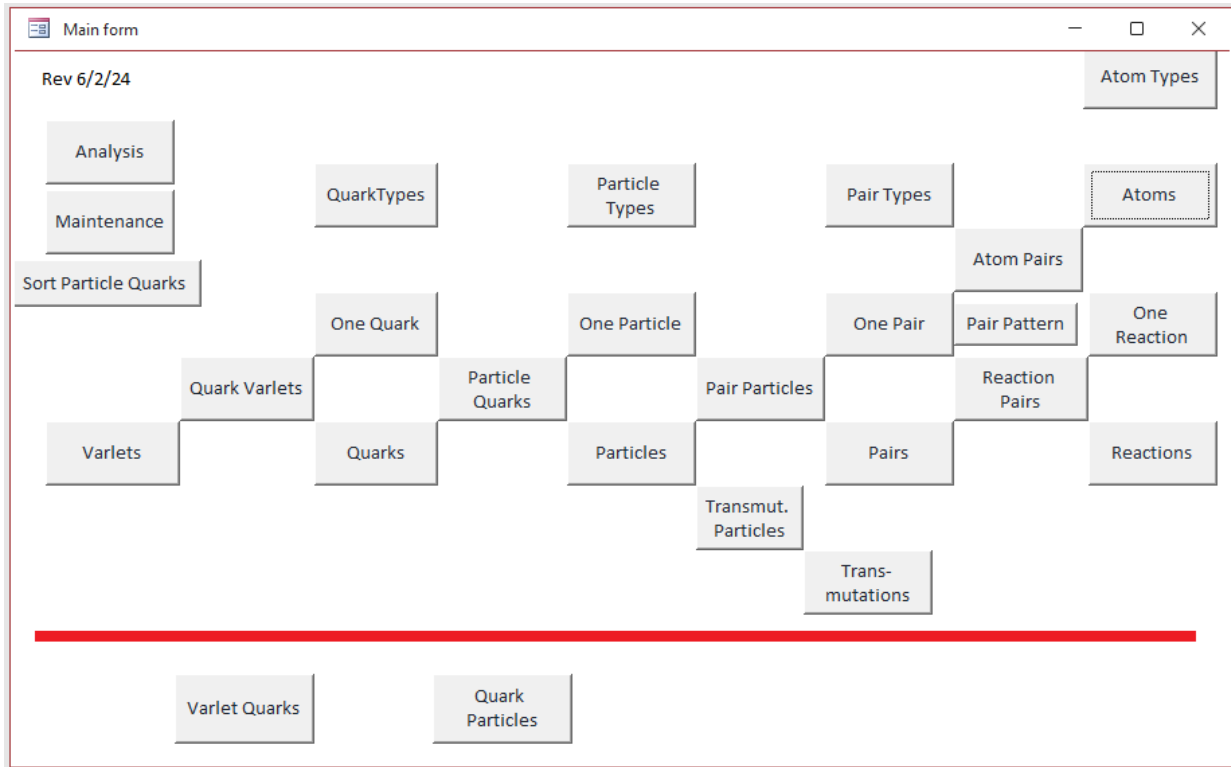 Main form
Rev 6/2/24
Atom Types
Analysis
QuarkTypes
Particle
Types
Pair Types
Atoms
Maintenance
Atom Pairs
Sort Particle Quarks
One Quark
One Particle
One Pair
Pair Pattern
One
Reaction
Quark Varlets
Particle
Quarks
Pair Particles
Reaction
Pairs
Varlets
Quarks
Particles
Pairs
Reactions
Transmut.
Particles
Trans-
mutations
Varlet Quarks
Quark
Particles